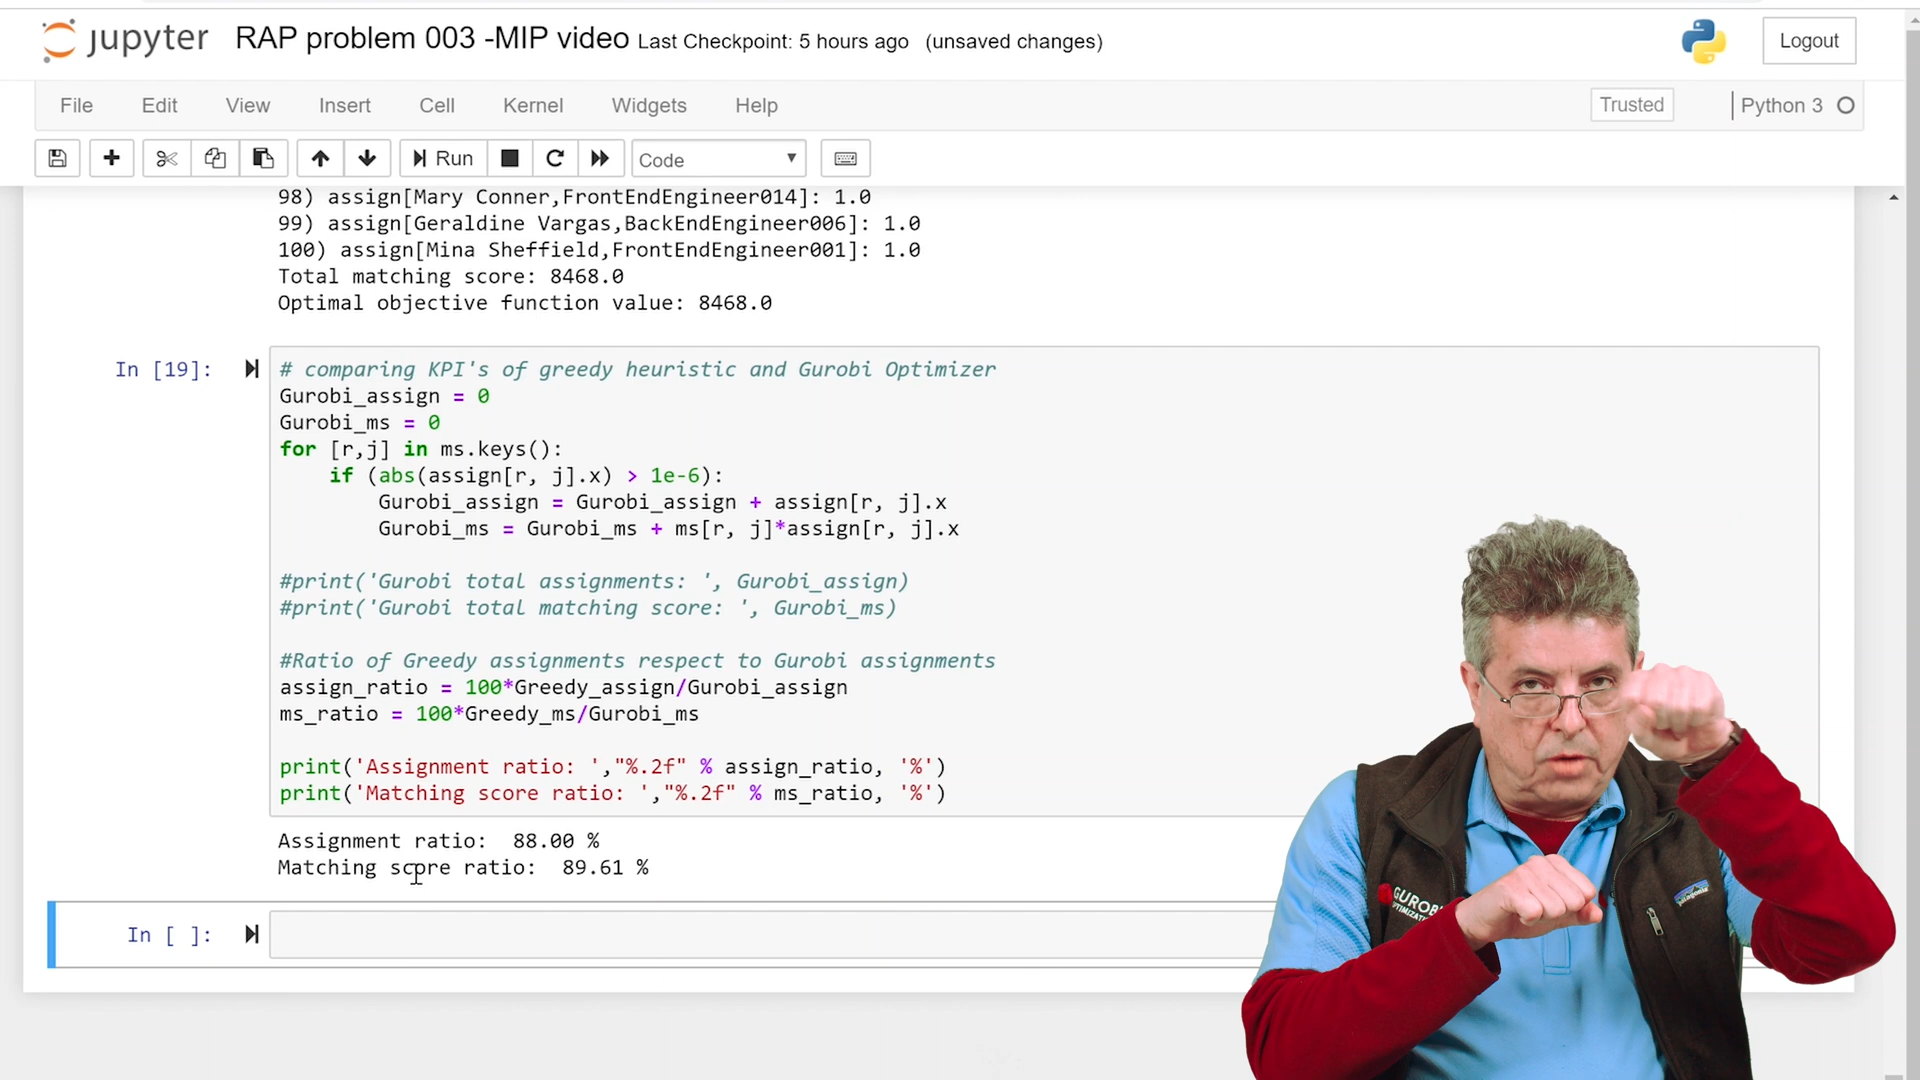 jupyter RAP problem 003 -MIP video Last Checkpoint: 5 hours ago (unsaved changes) Logout
File Edit View Insert Cell Kernel Widgets Help Trusted Python 3
Run Code
98) assign[Mary Conner,FrontEndEngineer014]: 1.0
99) assign[Geraldine Vargas,BackEndEngineer006]: 1.0
100) assign[Mina Sheffield,FrontEndEngineer001]: 1.0
Total matching score: 8468.0
Optimal objective function value: 8468.0
In [19]: # comparing KPI's of greedy heuristic and Gurobi Optimizer
Gurobi_assign = 0
Gurobi_ms = 0
for [r,j] in ms.keys():
    if (abs(assign[r, j].x) > 1e-6):
        Gurobi_assign = Gurobi_assign + assign[r, j].x
        Gurobi_ms = Gurobi_ms + ms[r, j]*assign[r, j].x
#print('Gurobi total assignments: ', Gurobi_assign)
#print('Gurobi total matching score: ', Gurobi_ms)
#Ratio of Greedy assignments respect to Gurobi assignments
assign_ratio = 100*Greedy_assign/Gurobi_assign
ms_ratio = 100*Greedy_ms/Gurobi_ms
print('Assignment ratio: ',"%.2f" % assign_ratio, '%')
print('Matching score ratio: ',"%.2f" % ms_ratio, '%')
Assignment ratio:  88.00 %
Matching score ratio:  89.61 %
In [ ]:
patagonia